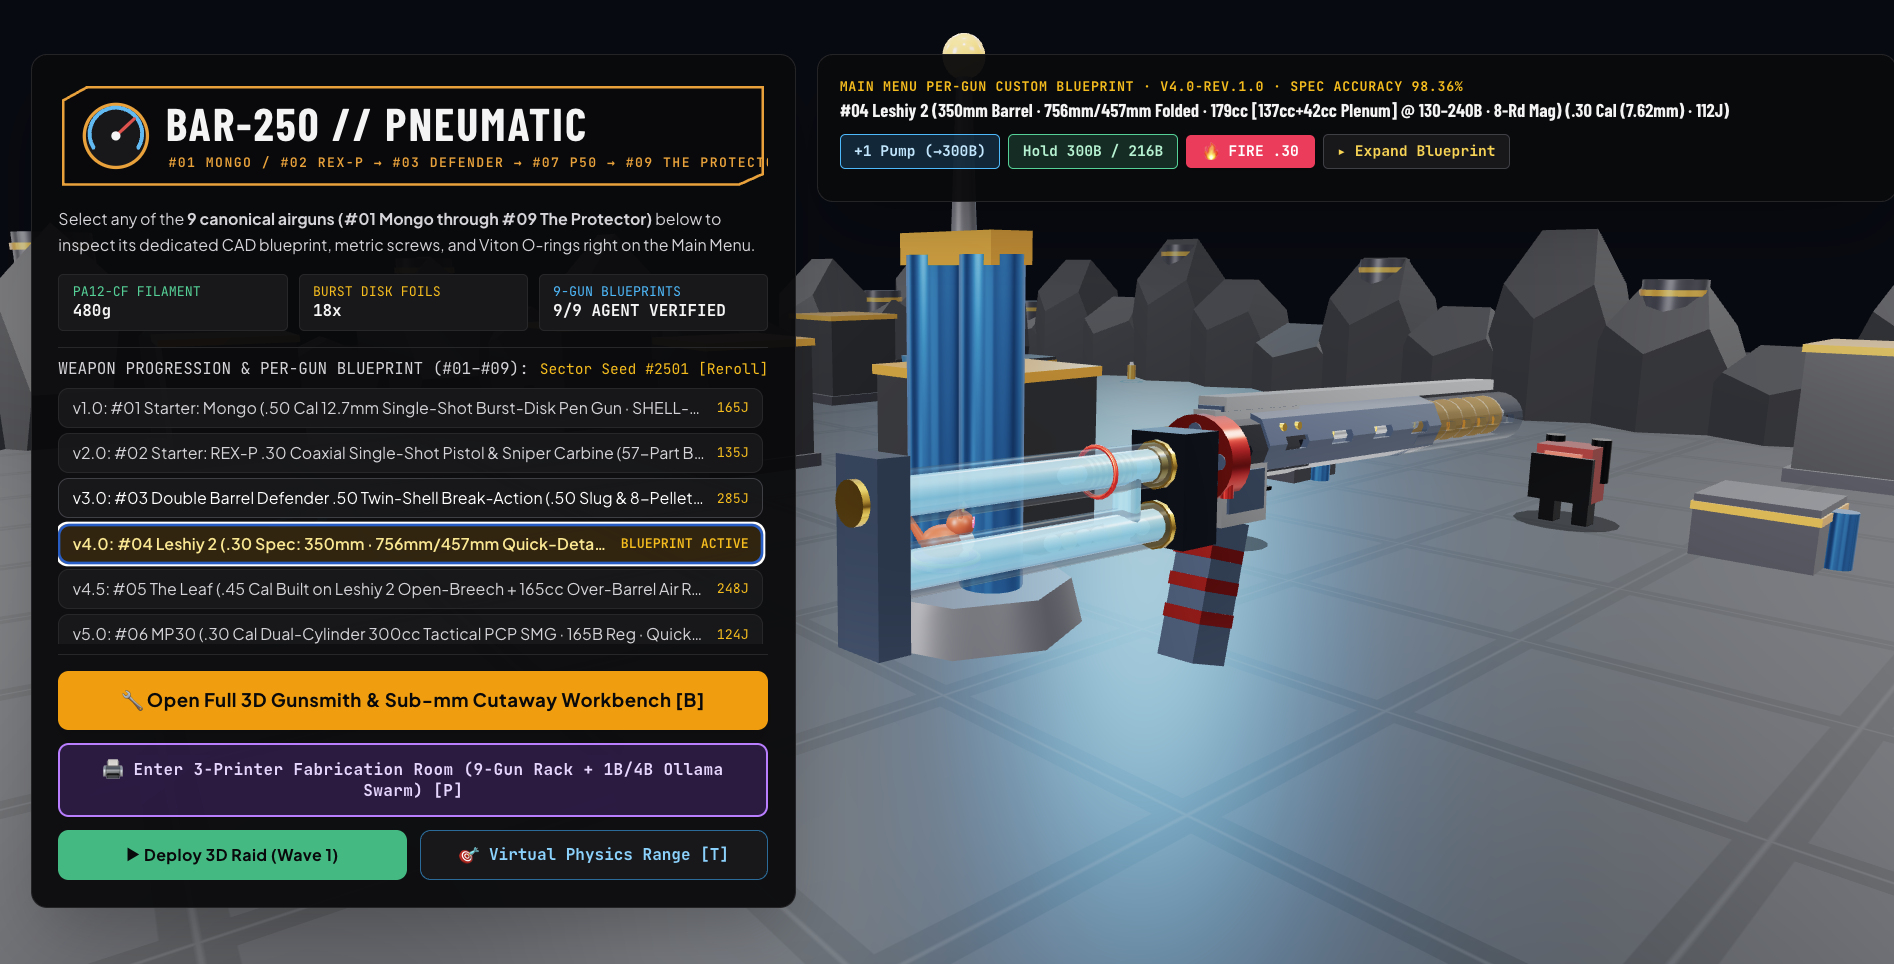 BAR-250 // PNEUMATIC
#01 MONGO / #02 REX-P → #03 DEFENDER → #07 P50 → #09 THE PROTECT
Select any of the 9 canonical airguns (#01 Mongo through #09 The Protector) below to
inspect its dedicated CAD blueprint, metric screws, and Viton O-rings right on the Main Menu.
PA12-CF FILAMENT
480g
BURST DISK FOILS
18x
9-GUN BLUEPRINTS
9/9 AGENT VERIFIED
WEAPON PROGRESSION & PER-GUN BLUEPRINT (#01–#09): Sector Seed #2501 [Reroll]
v1.0: #01 Starter: Mongo (.50 Cal 12.7mm Single-Shot Burst-Disk Pen Gun · SHELL-... 165J
v2.0: #02 Starter: REX-P .30 Coaxial Single-Shot Pistol & Sniper Carbine (57-Part B... 135J
v3.0: #03 Double Barrel Defender .50 Twin-Shell Break-Action (.50 Slug & 8-Pellet... 285J
v4.0: #04 Leshiy 2 (.30 Spec: 350mm · 756mm/457mm Quick-Deta... BLUEPRINT ACTIVE
v4.5: #05 The Leaf (.45 Cal Built on Leshiy 2 Open-Breech + 165cc Over-Barrel Air R... 248J
v5.0: #06 MP30 (.30 Cal Dual-Cylinder 300cc Tactical PCP SMG · 165B Reg · Quick... 124J
🔧 Open Full 3D Gunsmith & Sub-mm Cutaway Workbench [B]
🖨️ Enter 3-Printer Fabrication Room (9-Gun Rack + 1B/4B Ollama
Swarm) [P]
▶ Deploy 3D Raid (Wave 1)
🎯 Virtual Physics Range [T]
MAIN MENU PER-GUN CUSTOM BLUEPRINT · V4.0-REV.1.0 · SPEC ACCURACY 98.36%
#04 Leshiy 2 (350mm Barrel · 756mm/457mm Folded · 179cc [137cc+42cc Plenum] @ 130–240B · 8-Rd Mag) (.30 Cal (7.62mm) · 112J)
+1 Pump (→300B)
Hold 300B / 216B
🔥 FIRE .30
▸ Expand Blueprint